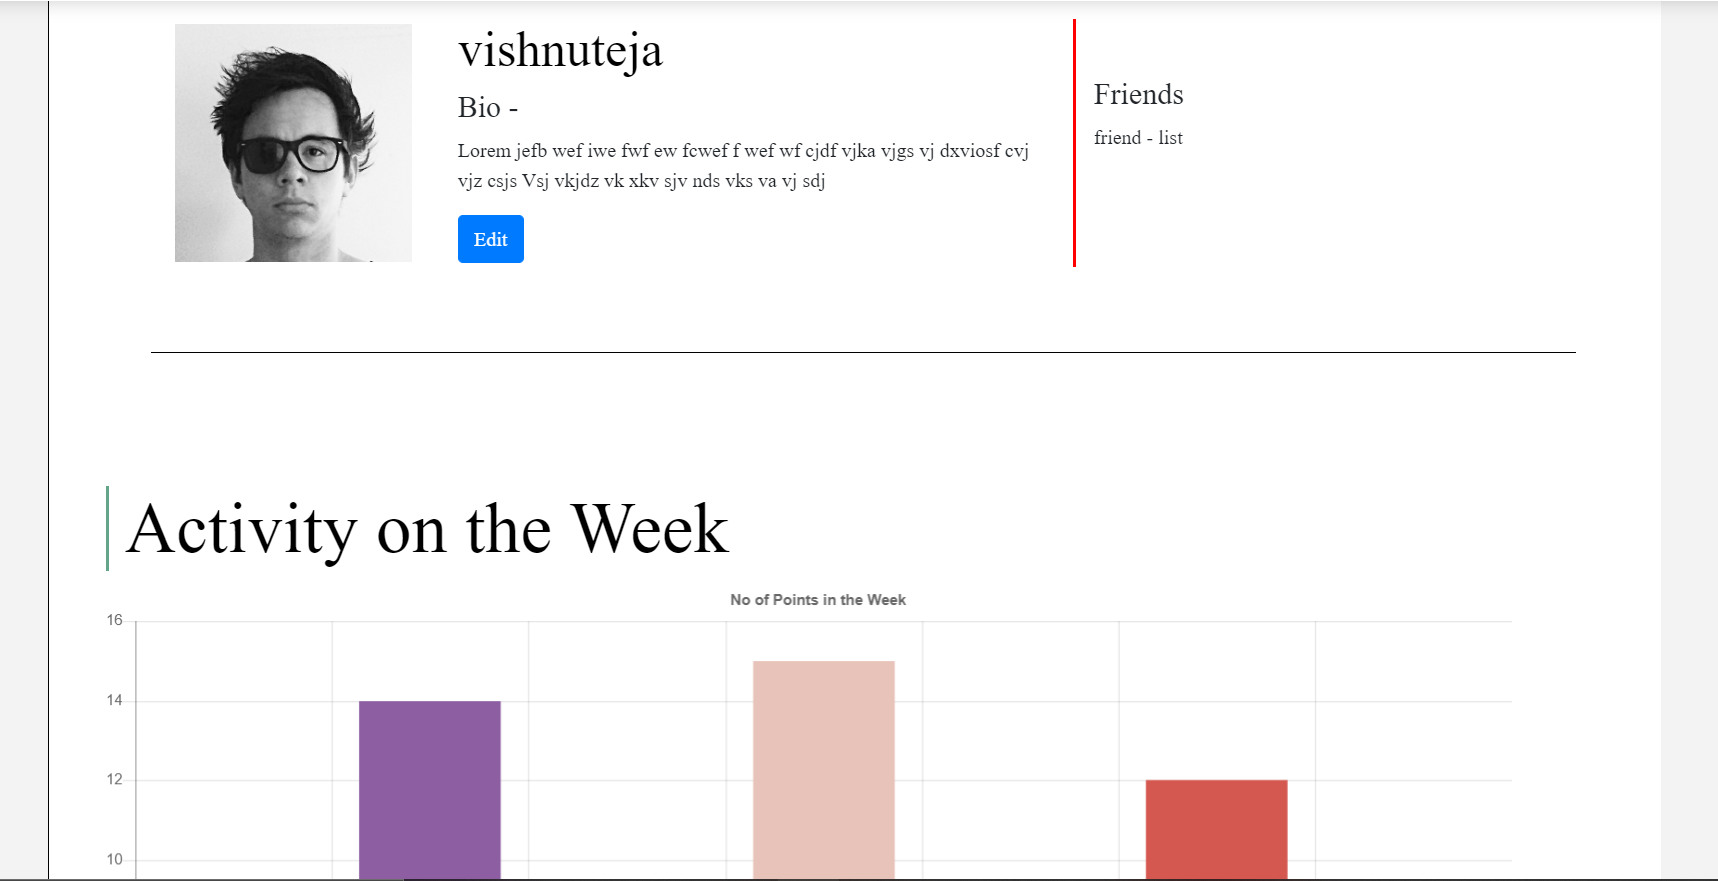 vishnuteja
Bio -
Lorem jefb wef iwe fwf ew fcwef f wef wf cjdf vjka vjgs vj dxviosf cvj
vjz csjs Vsj vkjdz vk xkv sjv nds vks va vj sdj
Edit
Friends
friend - list
Activity on the Week
No of Points in the Week
16
14
12
10